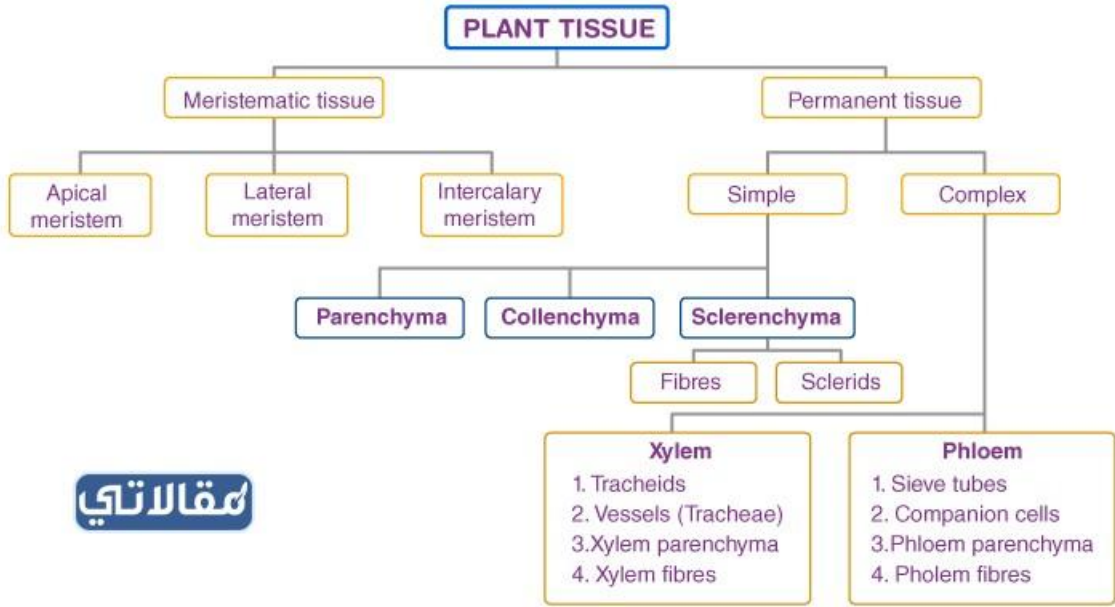 PLANT TISSUE
Meristematic tissue
Permanent tissue
Apical
meristem
Lateral
meristem
Intercalary
meristem
Simple
Complex
Parenchyma
Collenchyma
Sclerenchyma
Fibres
Sclerids
Xylem
1. Tracheids
2. Vessels (Tracheae)
3.Xylem parenchyma
4. Xylem fibres
Phloem
1. Sieve tubes
2. Companion cells
3.Phloem parenchyma
4. Pholem fibres
مقالاتي